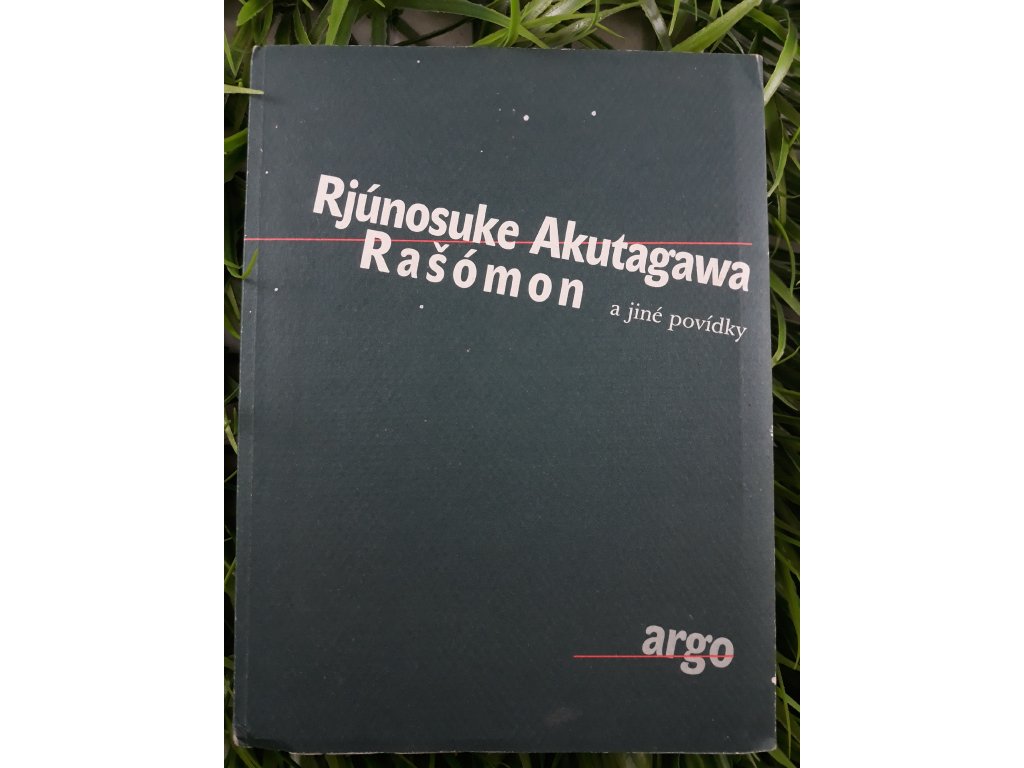 Rjúnosuke Akutagawa
Rašómon
a jiné povídky
argo